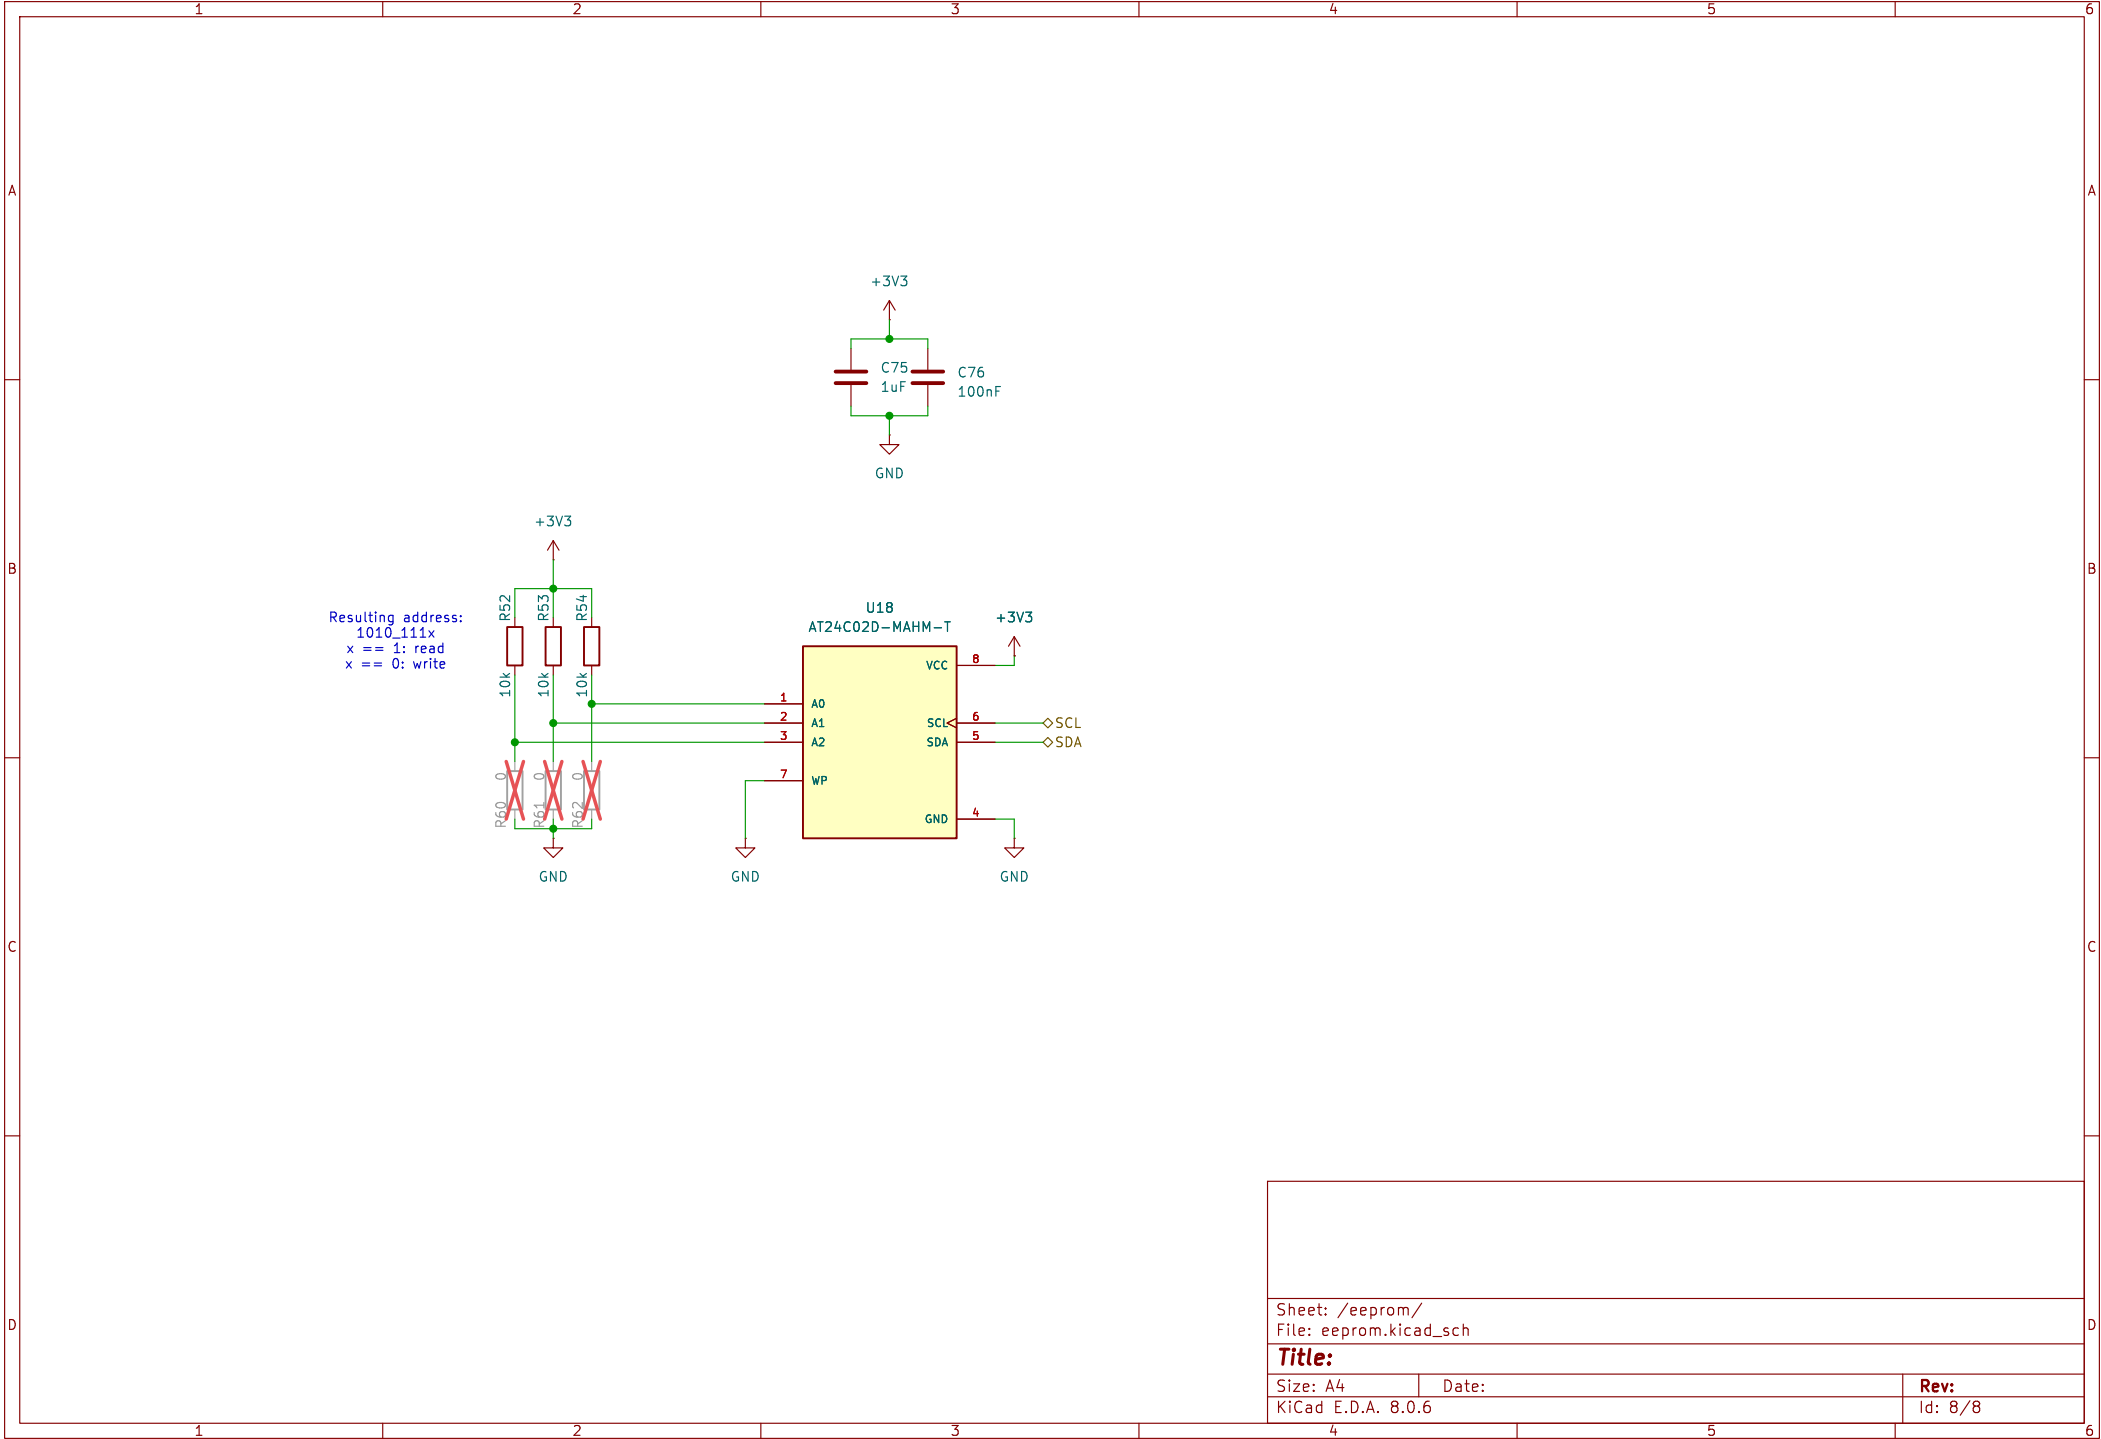 1 2 3 4 5 6
A A
+3V3
C75
1uF
C76
100nF
GND
+3V3
B B
R52 R53 R54
10k 10k 10k
Resulting address:
1010_111x
x == 1: read
x == 0: write
U18
AT24C02D-MAHM-T
+3V3
VCC 8
1 A0
2 A1
3 A2
7 WP
SCL 6 SCL
SDA 5 SDA
GND 4
0 0 0
R60 R61 R62
GND
GND
GND
C C
D D
Sheet: /eeprom/
File: eeprom.kicad_sch
Title:
Size: A4 Date: Rev:
KiCad E.D.A. 8.0.6 Id: 8/8
1 2 3 4 5 6